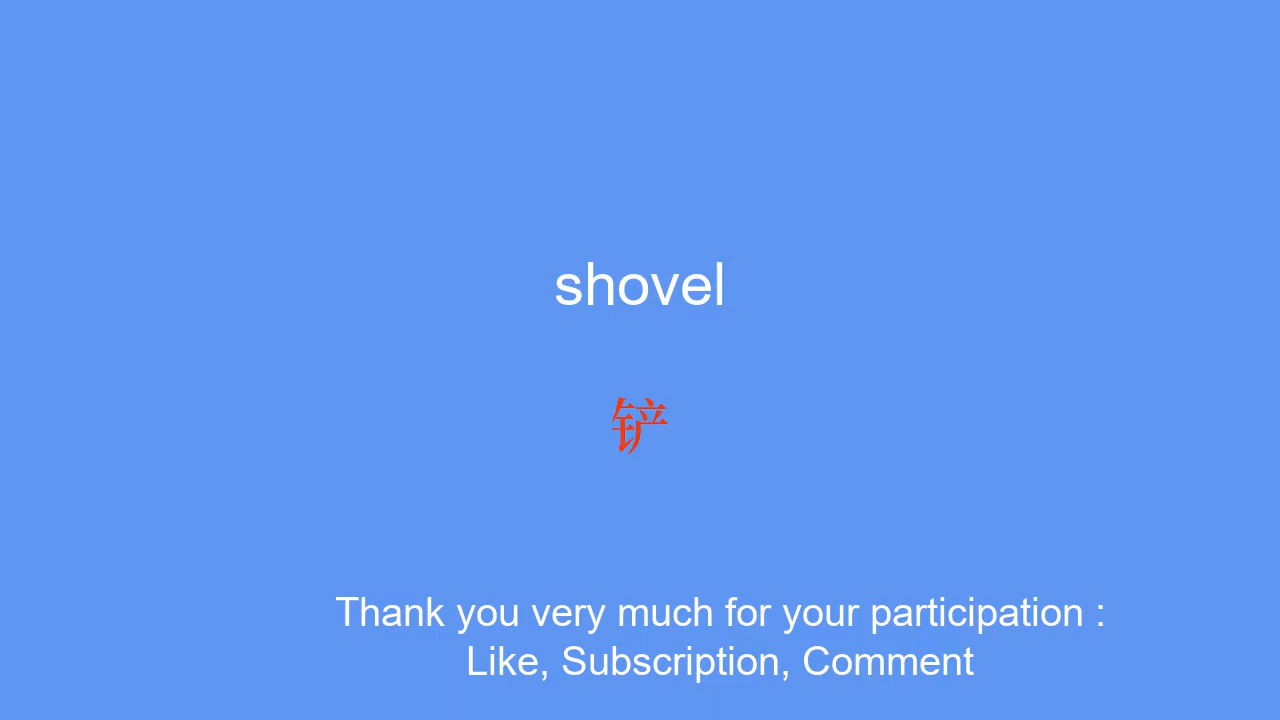 shovel
铲
Thank you very much for your participation :
Like, Subscription, Comment